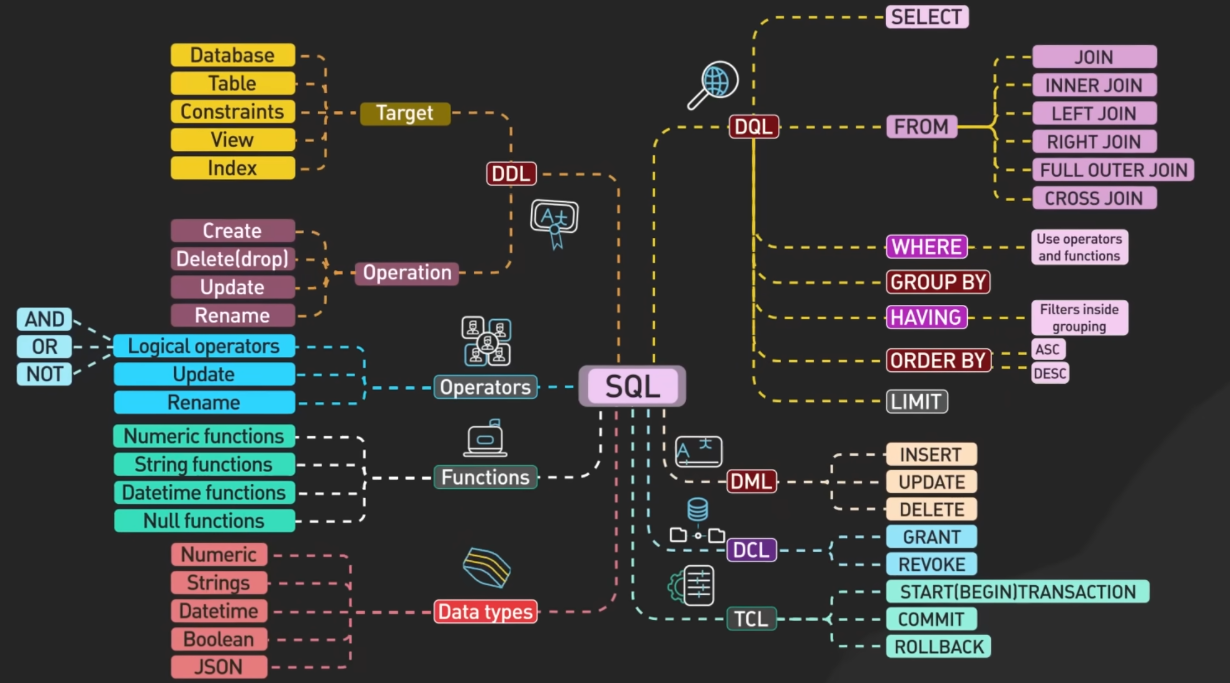 SQL
DDL
Target
Database
Table
Constraints
View
Index
Operation
Create
Delete(drop)
Update
Rename
Operators
Logical operators
AND
OR
NOT
Update
Rename
Functions
Numeric functions
String functions
Datetime functions
Null functions
Data types
Numeric
Strings
Datetime
Boolean
JSON
DQL
SELECT
FROM
JOIN
INNER JOIN
LEFT JOIN
RIGHT JOIN
FULL OUTER JOIN
CROSS JOIN
WHERE
Use operators
and functions
GROUP BY
HAVING
Filters inside
grouping
ORDER BY
ASC
DESC
LIMIT
DML
INSERT
UPDATE
DELETE
DCL
GRANT
REVOKE
TCL
START(BEGIN)TRANSACTION
COMMIT
ROLLBACK